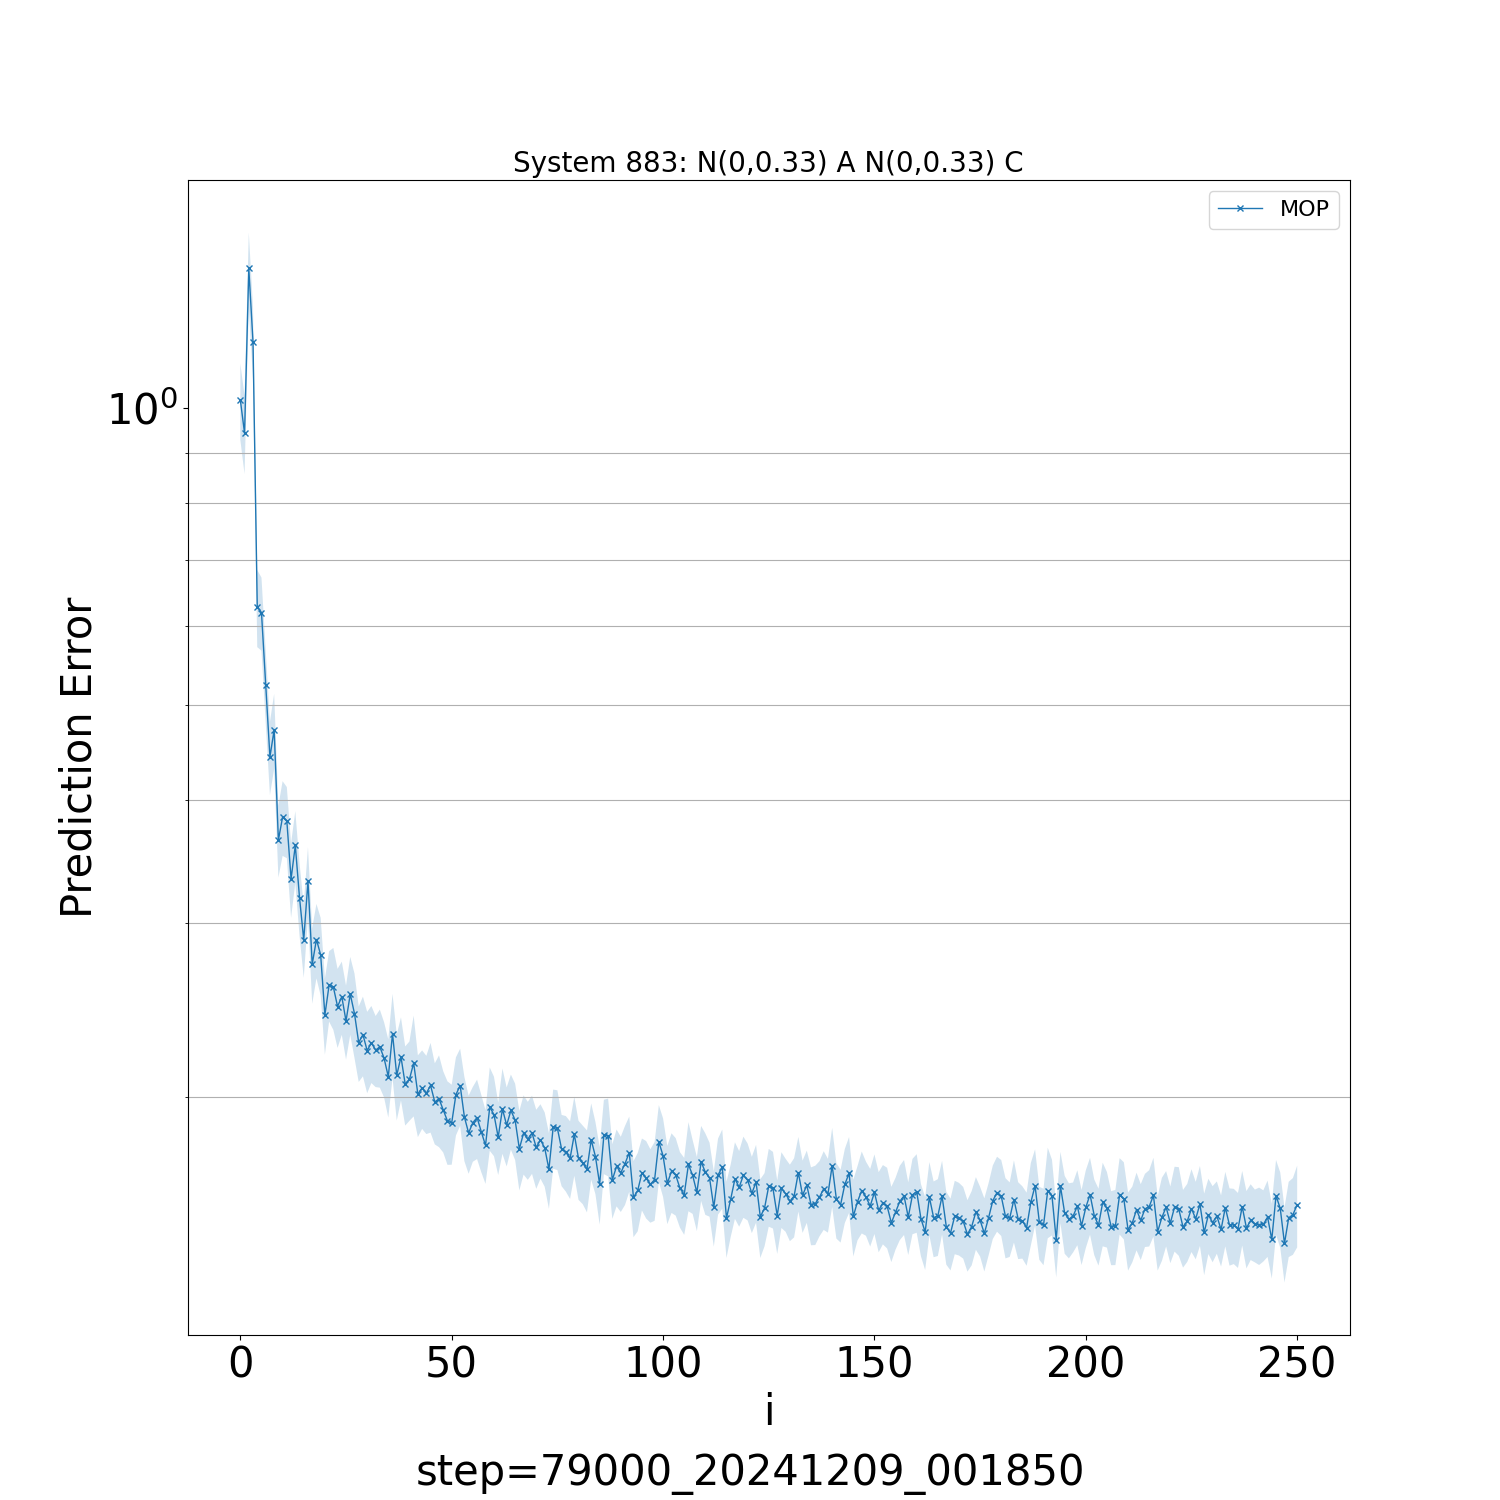 System 883: N(0,0.33) A N(0,0.33) C
MOP
10⁰
Prediction Error
0 50 100 150 200 250
i
step=79000_20241209_001850